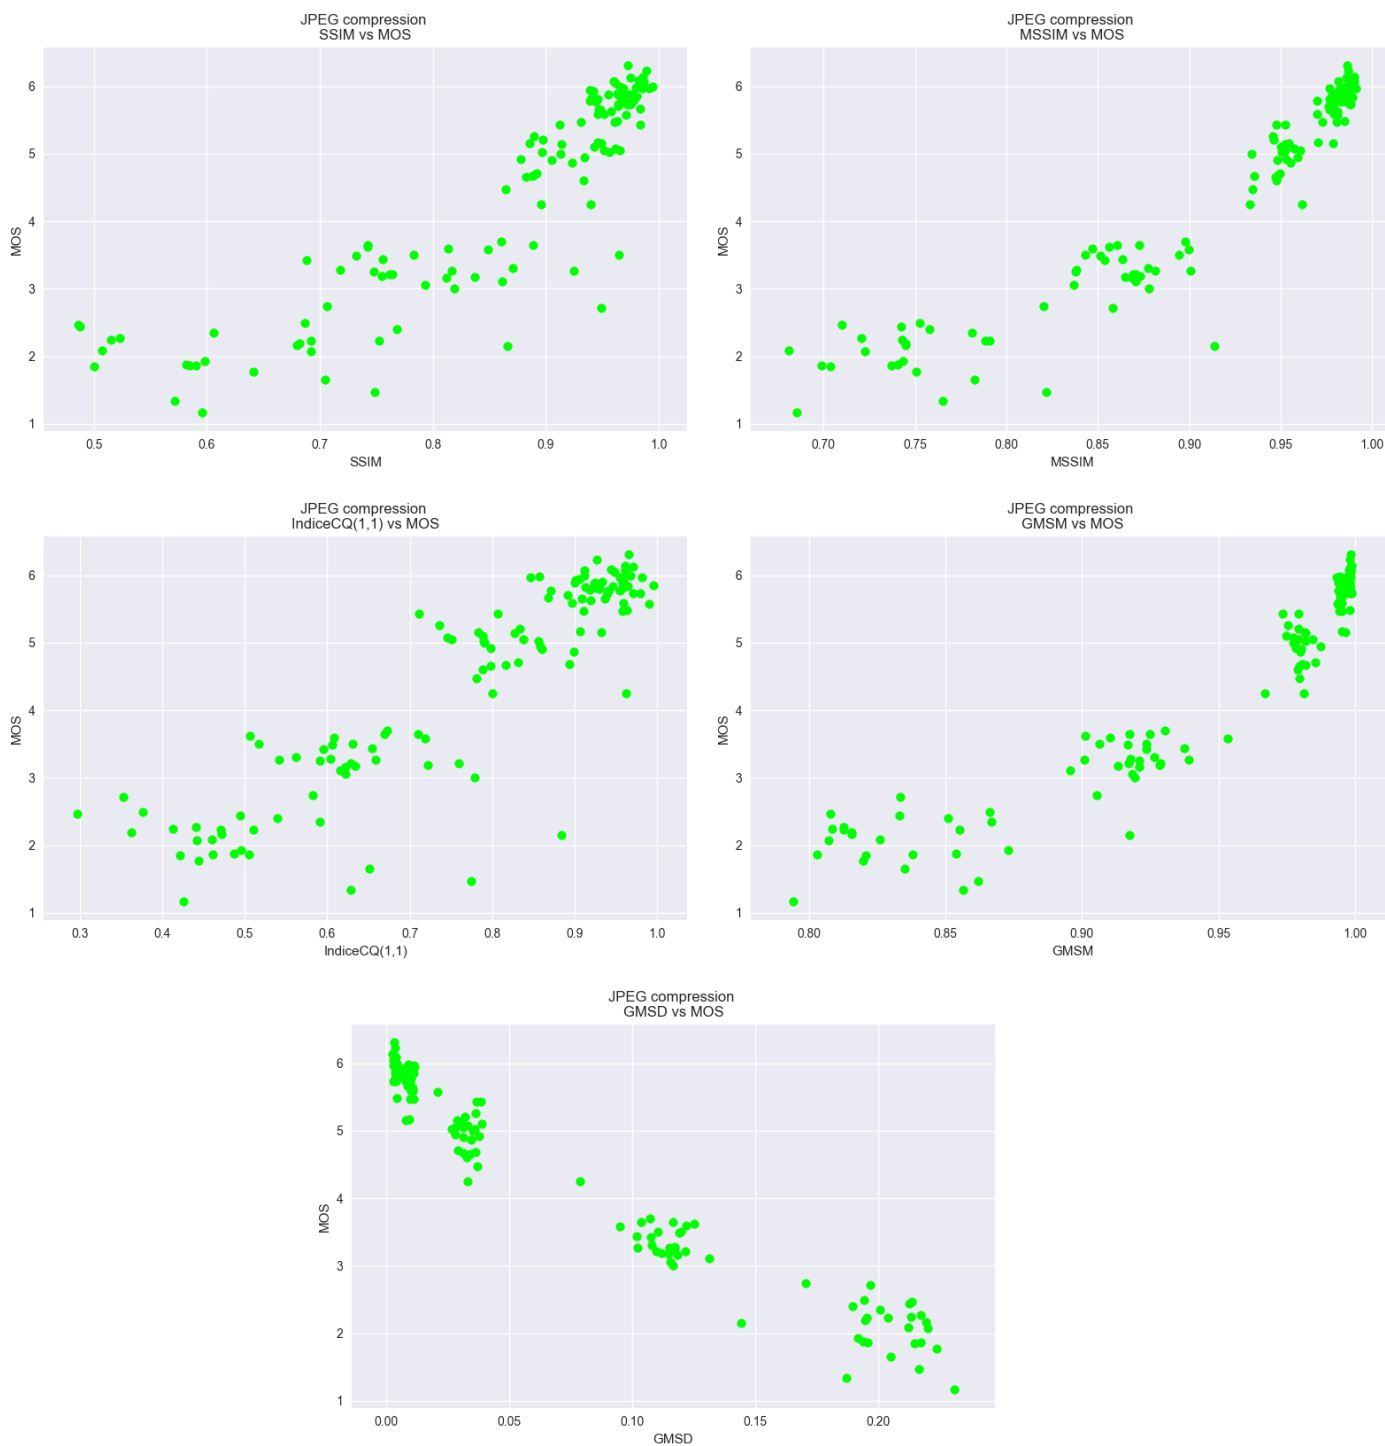 JPEG compression
SSIM vs MOS
MOS
6
5
4
3
2
1
0.5 0.6 0.7 0.8 0.9 1.0
SSIM
JPEG compression
MSSIM vs MOS
MOS
6
5
4
3
2
1
0.70 0.75 0.80 0.85 0.90 0.95 1.00
MSSIM
JPEG compression
IndiceCQ(1,1) vs MOS
MOS
6
5
4
3
2
1
0.3 0.4 0.5 0.6 0.7 0.8 0.9 1.0
IndiceCQ(1,1)
JPEG compression
GMSM vs MOS
MOS
6
5
4
3
2
1
0.80 0.85 0.90 0.95 1.00
GMSM
JPEG compression
GMSD vs MOS
MOS
6
5
4
3
2
1
0.00 0.05 0.10 0.15 0.20
GMSD